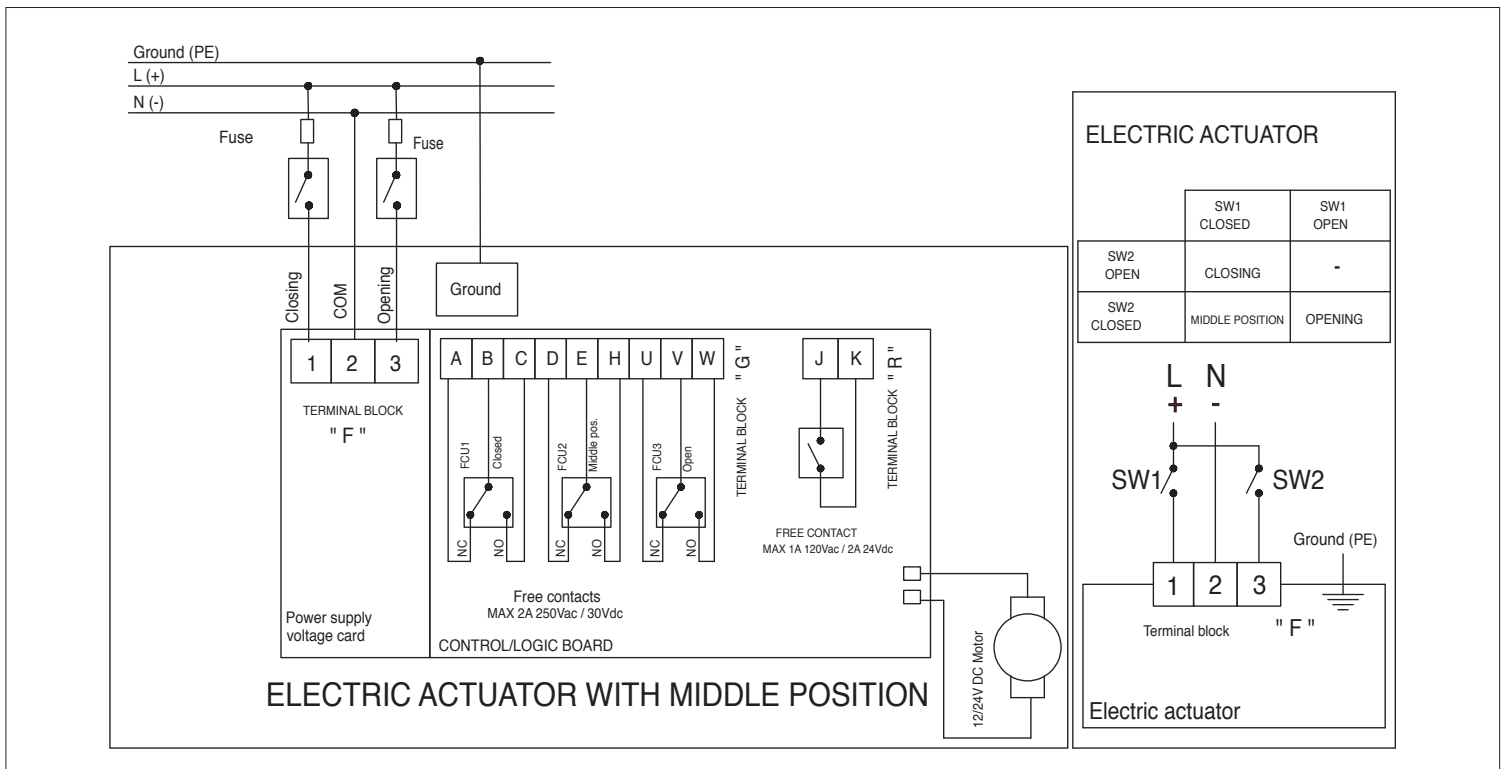 Ground (PE)
L (+)
N (-)
Fuse
Fuse
Closing
COM
Opening
Ground
1 2 3
TERMINAL BLOCK
" F "
A B C D E H U V W
TERMINAL BLOCK " G "
J K
TERMINAL BLOCK " R "
FCU1
Closed
FCU2
Middle pos.
FCU3
Open
NC
NO
NC
NO
NC
NO
FREE CONTACT
MAX 1A 120Vac / 2A 24Vdc
Free contacts
MAX 2A 250Vac / 30Vdc
Power supply
voltage card
CONTROL/LOGIC BOARD
12/24V DC Motor
ELECTRIC ACTUATOR WITH MIDDLE POSITION
ELECTRIC ACTUATOR
SW1
CLOSED
SW1
OPEN
SW2
OPEN
CLOSING
-
SW2
CLOSED
MIDDLE POSITION
OPENING
L N
+ -
SW1
SW2
Ground (PE)
1 2 3
Terminal block
" F "
Electric actuator